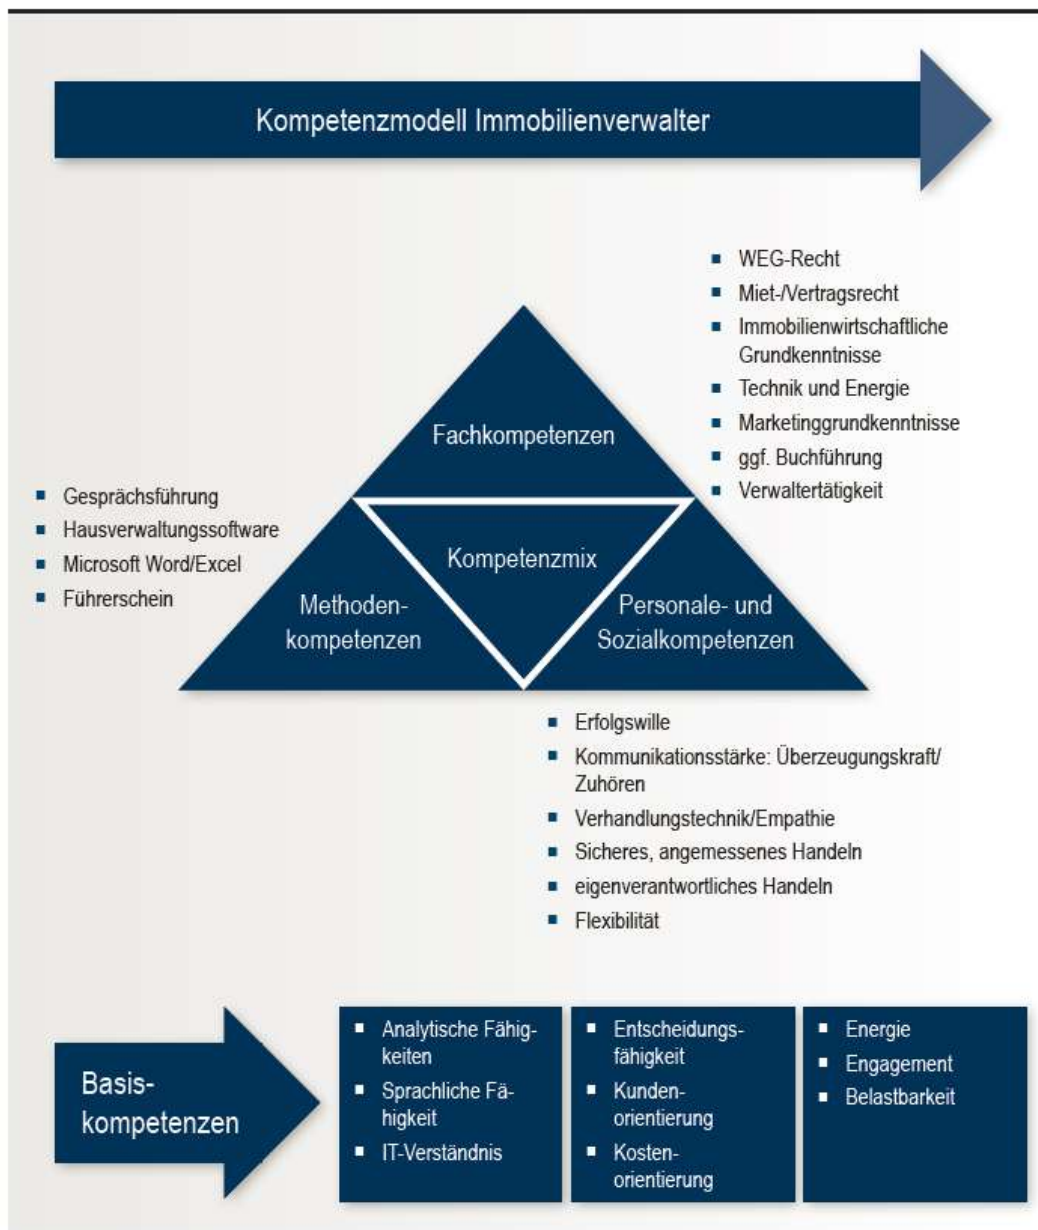 Kompetenzmodell Immobilienverwalter
WEG-Recht
Miet-/Vertragsrecht
Immobilienwirtschaftliche
Grundkenntnisse
Technik und Energie
Marketinggrundkenntnisse
ggf. Buchführung
Verwaltertätigkeit
Fachkompetenzen
Gesprächsführung
Hausverwaltungssoftware
Microsoft Word/Excel
Führerschein
Kompetenzmix
Methoden-
kompetenzen
Personale- und
Sozialkompetenzen
Erfolgswille
Kommunikationsstärke: Überzeugungskraft/
Zuhören
Verhandlungstechnik/Empathie
Sicheres, angemessenes Handeln
eigenverantwortliches Handeln
Flexibilität
Basis-
kompetenzen
Analytische Fähig-
keiten
Sprachliche Fä-
higkeit
IT-Verständnis
Entscheidungs-
fähigkeit
Kunden-
orientierung
Kosten-
orientierung
Energie
Engagement
Belastbarkeit